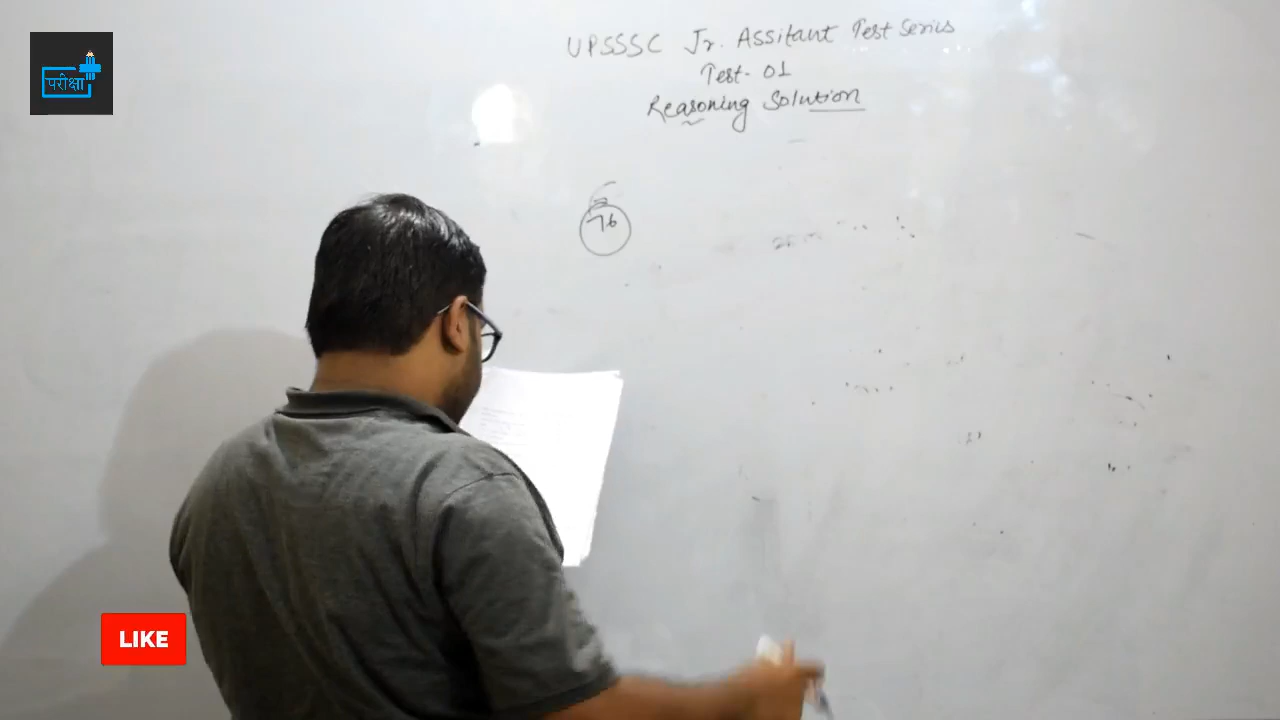 UPSSSC Jr. Assitant Test Series
Test- 01
Reasoning Solution
76
परीक्षा
LIKE